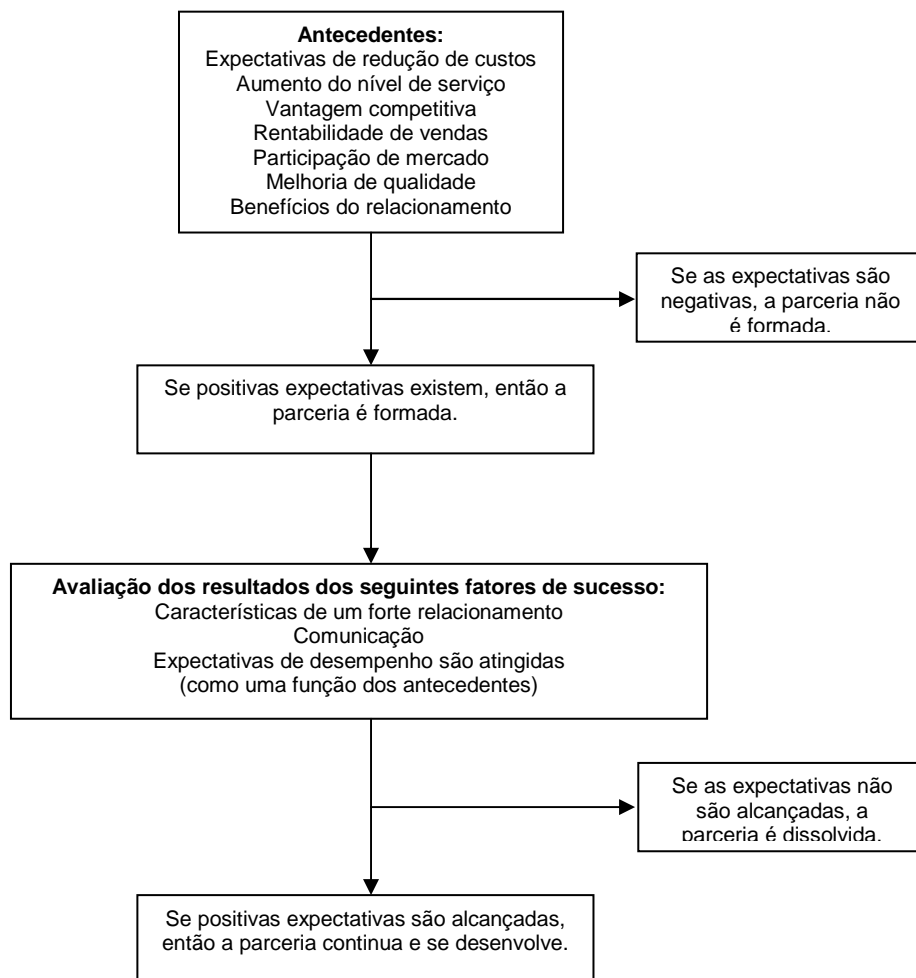 Antecedentes:
Expectativas de redução de custos
Aumento do nível de serviço
Vantagem competitiva
Rentabilidade de vendas
Participação de mercado
Melhoria de qualidade
Benefícios do relacionamento
Se as expectativas são
negativas, a parceria não
é formada.
Se positivas expectativas existem, então a
parceria é formada.
Avaliação dos resultados dos seguintes fatores de sucesso:
Características de um forte relacionamento
Comunicação
Expectativas de desempenho são atingidas
(como uma função dos antecedentes)
Se as expectativas não
são alcançadas, a
parceria é dissolvida.
Se positivas expectativas são alcançadas,
então a parceria continua e se desenvolve.